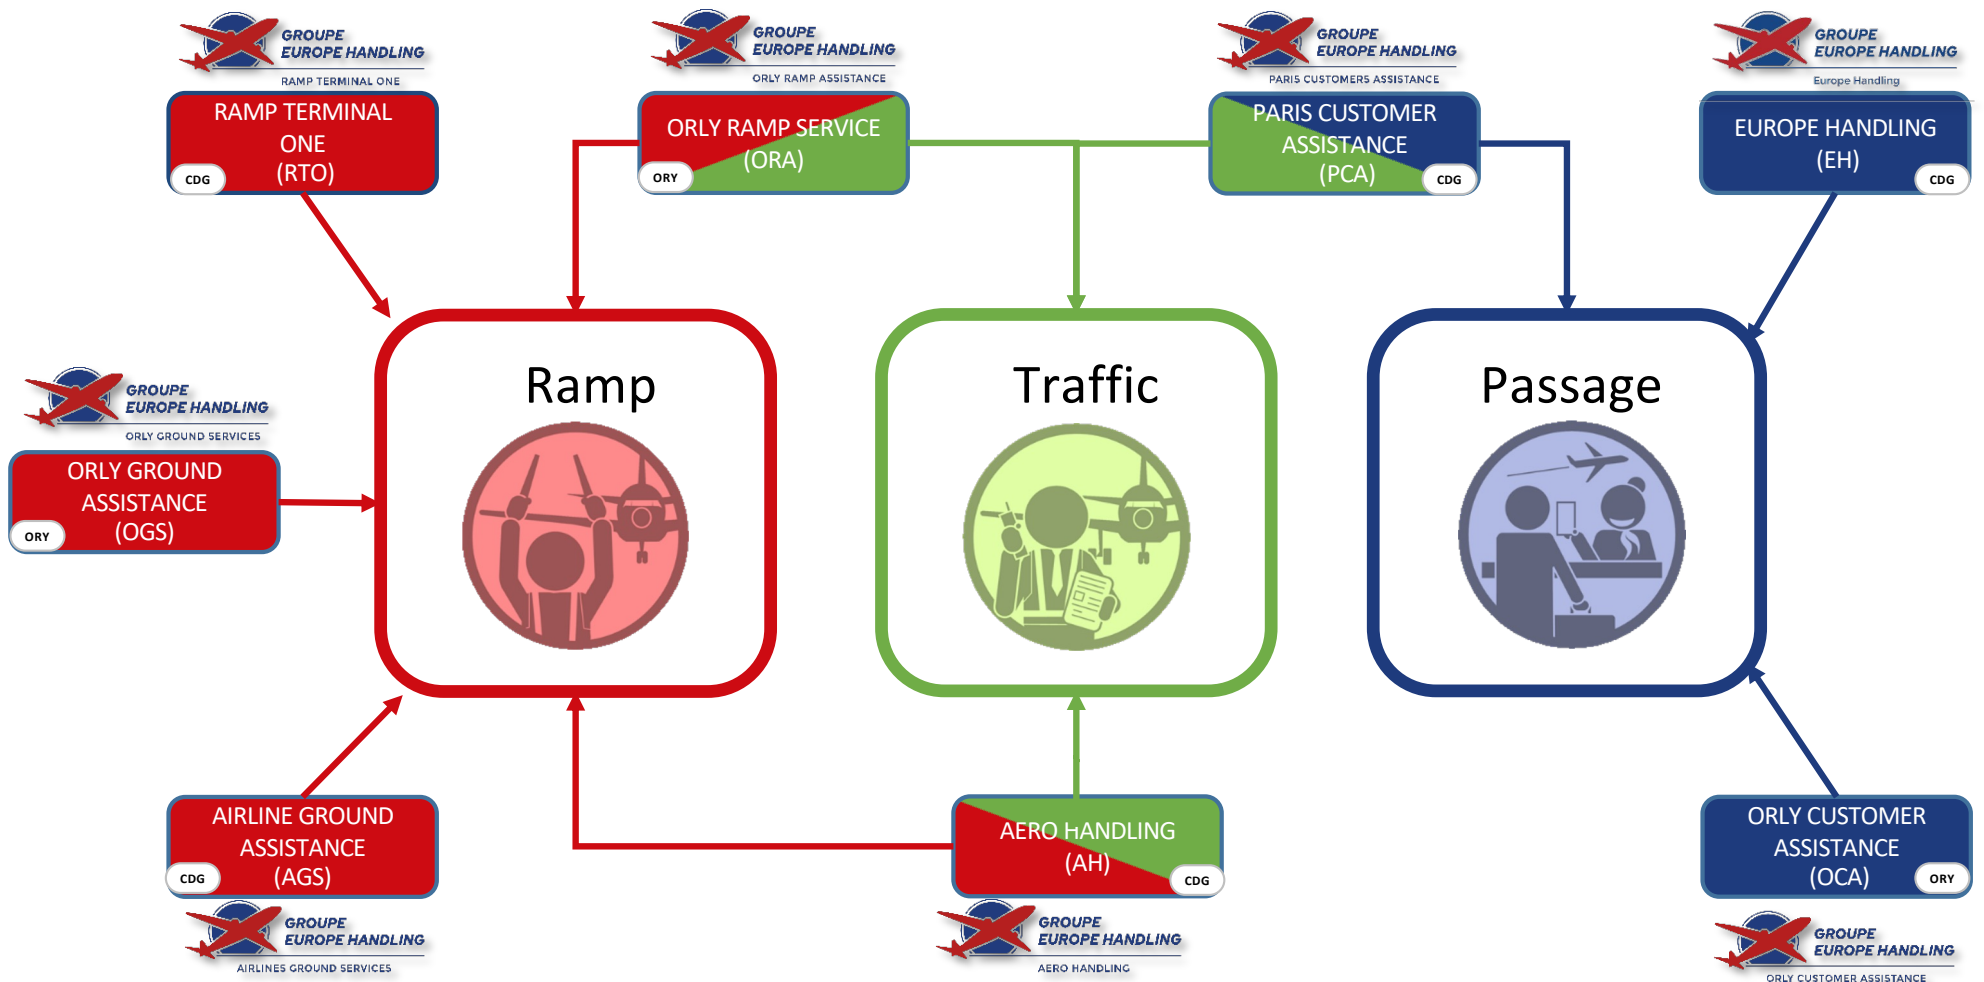 GROUPE
EUROPE HANDLING
RAMP TERMINAL ONE
RAMP TERMINAL
ONE
(RTO)
CDG
GROUPE
EUROPE HANDLING
ORLY RAMP ASSISTANCE
ORLY RAMP SERVICE
(ORA)
ORY
GROUPE
EUROPE HANDLING
PARIS CUSTOMERS ASSISTANCE
PARIS CUSTOMER
ASSISTANCE
(PCA)
CDG
GROUPE
EUROPE HANDLING
Europe Handling
EUROPE HANDLING
(EH)
CDG
GROUPE
EUROPE HANDLING
ORLY GROUND SERVICES
ORLY GROUND
ASSISTANCE
(OGS)
ORY
Ramp
Traffic
Passage
AIRLINE GROUND
ASSISTANCE
(AGS)
CDG
GROUPE
EUROPE HANDLING
AIRLINES GROUND SERVICES
AERO HANDLING
(AH)
CDG
GROUPE
EUROPE HANDLING
AERO HANDLING
ORLY CUSTOMER
ASSISTANCE
(OCA)
ORY
GROUPE
EUROPE HANDLING
ORLY CUSTOMER ASSISTANCE